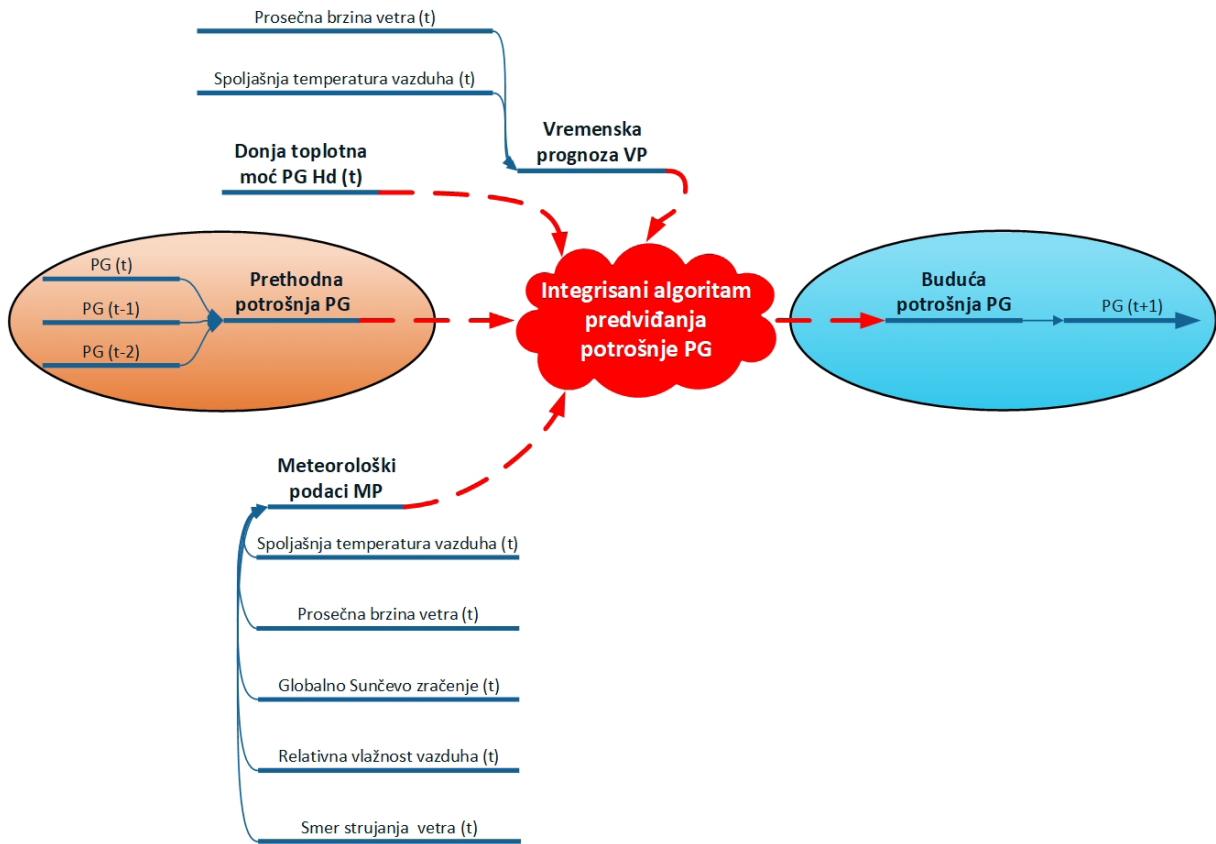 Prosečna brzina vetra (t)
Spoljašnja temperatura vazduha (t)
Vremenska
prognoza VP
Donja toplotna
moć PG Hd (t)
PG (t)
PG (t-1)
PG (t-2)
Prethodna
potrošnja PG
Integrisani algoritam
predviđanja
potrošnje PG
Buduća
potrošnja PG
PG (t+1)
Meteorološki
podaci MP
Spoljašnja temperatura vazduha (t)
Prosečna brzina vetra (t)
Globalno Sunčevo zračenje (t)
Relativna vlažnost vazduha (t)
Smer strujanja vetra (t)